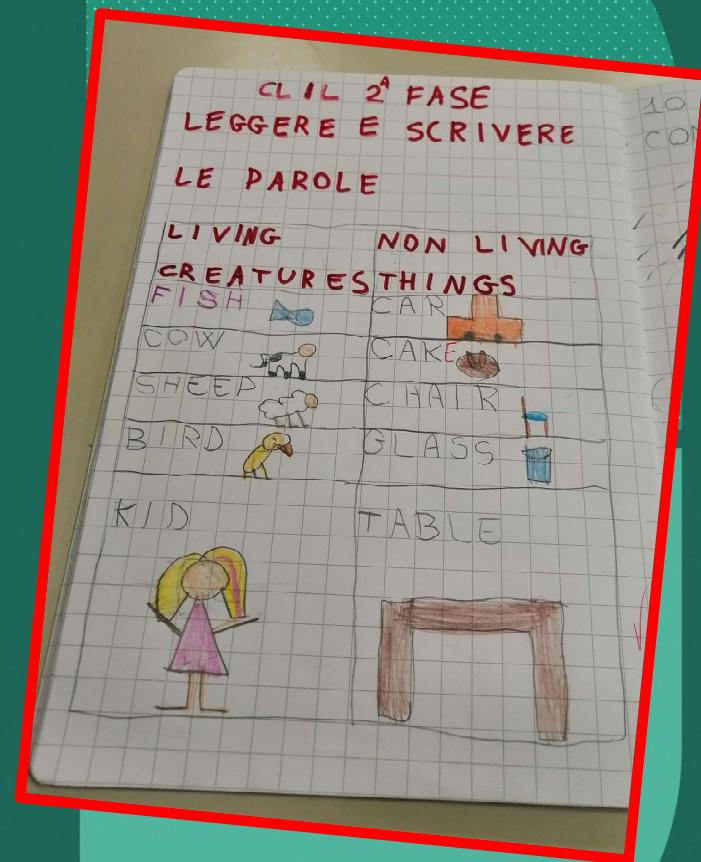 CLIL 2ᴬ FASE
LEGGERE E SCRIVERE
LE PAROLE
LIVING CREATURES
NON LIVING THINGS
FISH
CAR
COW
CAKE
SHEEP
CHAIR
BIRD
GLASS
KID
TABLE
10